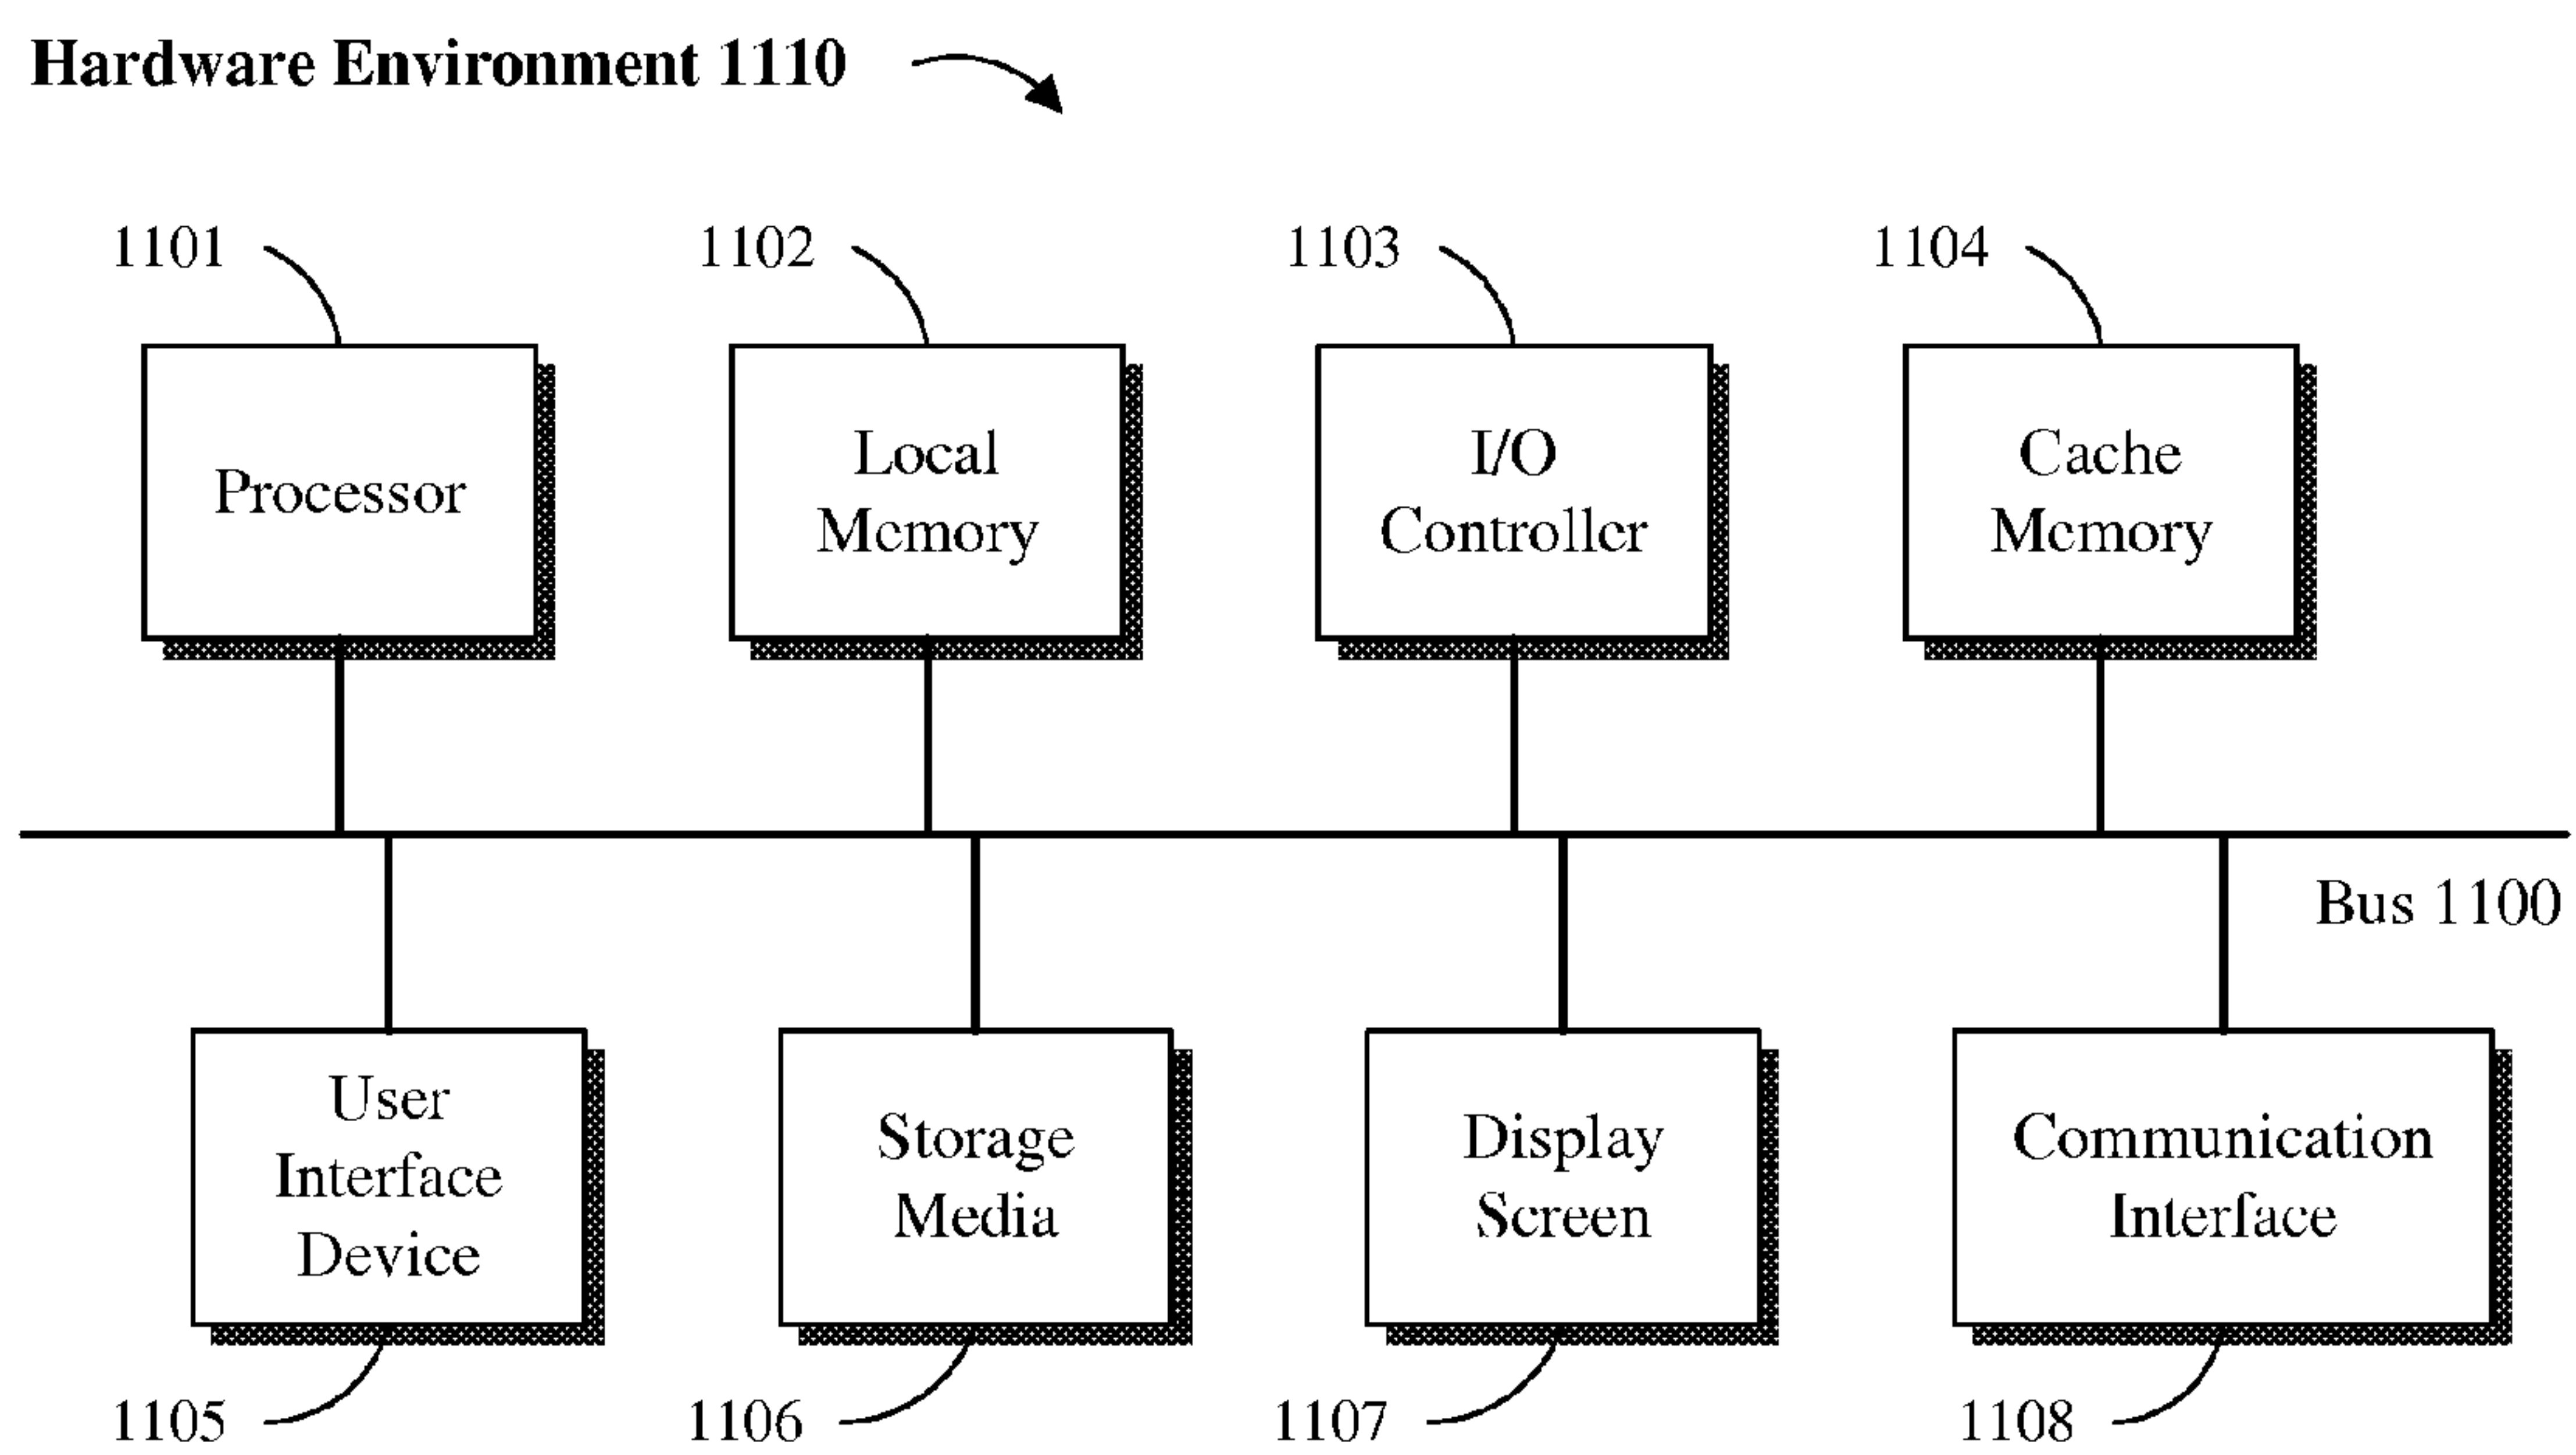 Hardware Environment 1110
1101
1102
1103
1104
Processor
Local
Memory
I/O
Controller
Cache
Memory
Bus 1100
User
Interface
Device
Storage
Media
Display
Screen
Communication
Interface
1105
1106
1107
1108